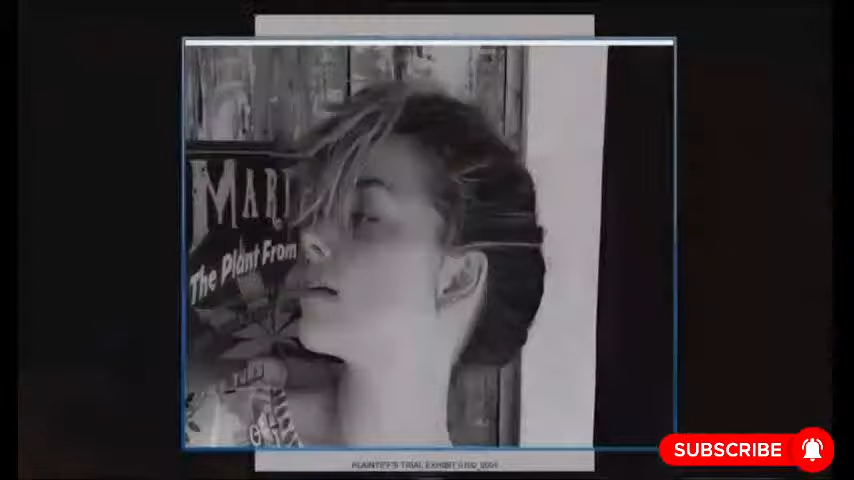 MARI
The Plant From
PLAINTIFF'S TRIAL EXHIBIT
SUBSCRIBE